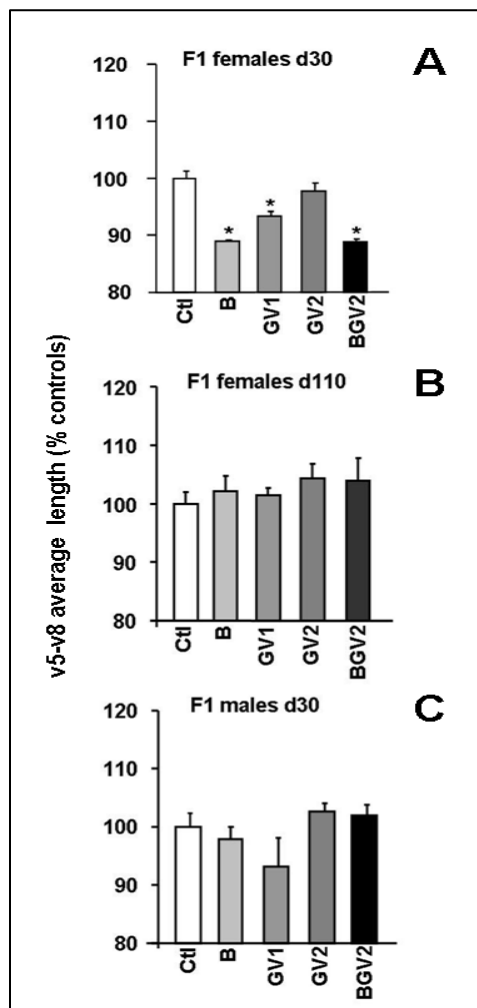 F1 females d30
A
120
110
100
90
80
*
*
*
Ctl
B
GV1
GV2
BGV2
v5-v8 average length (% controls)
F1 females d110
B
120
110
100
90
80
Ctl
B
GV1
GV2
BGV2
F1 males d30
C
120
110
100
90
80
Ctl
B
GV1
GV2
BGV2